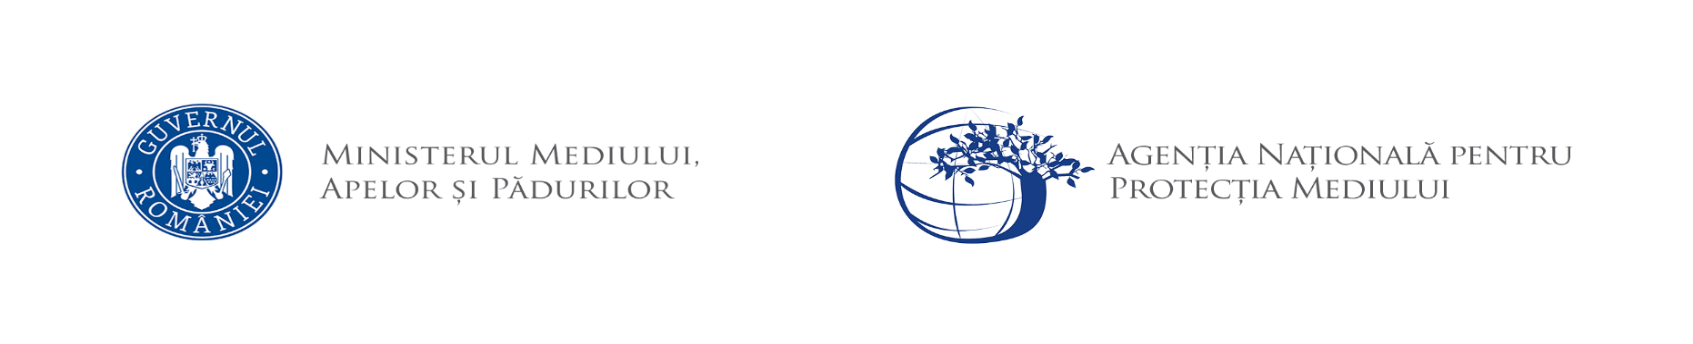 GUVERNUL
ROMÂNIEI
MINISTERUL MEDIULUI,
APELOR ȘI PĂDURILOR
AGENȚIA NAȚIONALĂ PENTRU
PROTECȚIA MEDIULUI